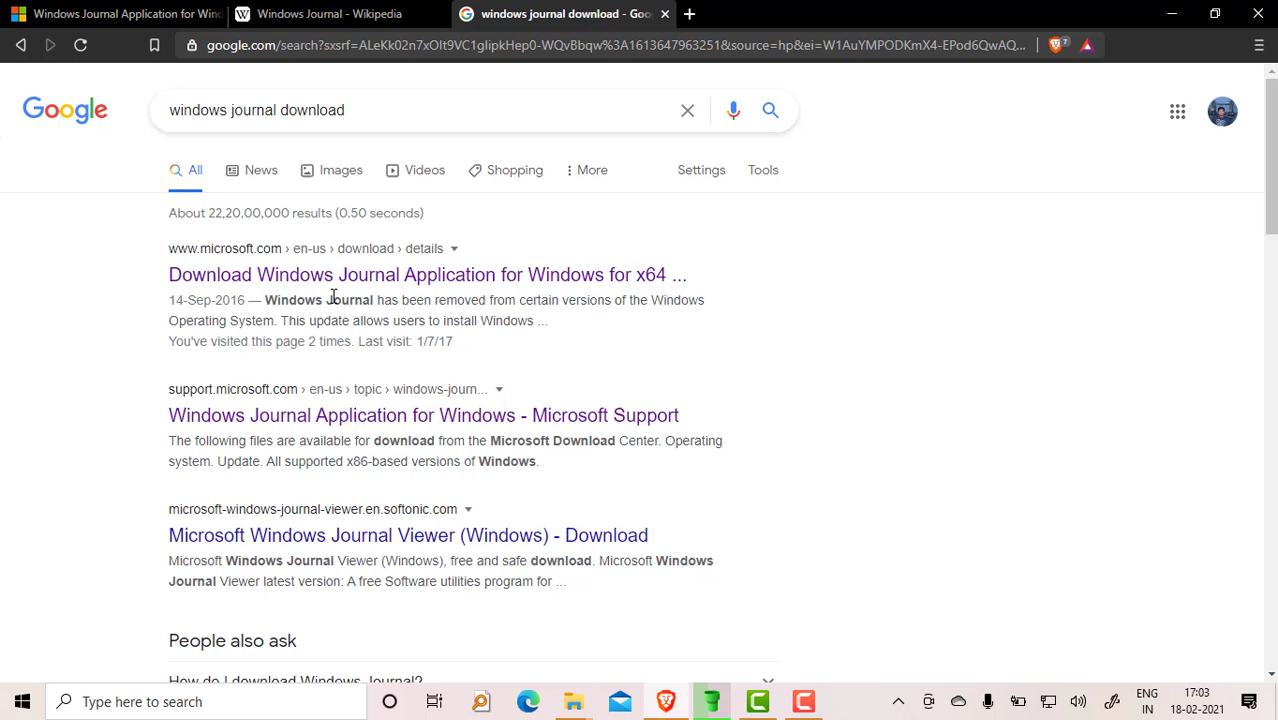 Windows Journal Application for Wind
Windows Journal - Wikipedia
windows journal download - Goo
google.com/search?sxsrf=ALeKk02n7xOlt9VC1glipkHep0-WQvBbqw%3A1613647963251&source=hp&ei=W1AuYMPODKmX4-EPod6QwAQ...
7
Google
windows journal download
All
News
Images
Videos
Shopping
More
Settings
Tools
About 22,20,00,000 results (0.50 seconds)
www.microsoft.com › en-us › download › details
Download Windows Journal Application for Windows for x64 ...
14-Sep-2016 — Windows Journal has been removed from certain versions of the Windows
Operating System. This update allows users to install Windows ...
You've visited this page 2 times. Last visit: 1/7/17
support.microsoft.com › en-us › topic › windows-journ...
Windows Journal Application for Windows - Microsoft Support
The following files are available for download from the Microsoft Download Center. Operating
system. Update. All supported x86-based versions of Windows.
microsoft-windows-journal-viewer.en.softonic.com
Microsoft Windows Journal Viewer (Windows) - Download
Microsoft Windows Journal Viewer (Windows), free and safe download. Microsoft Windows
Journal Viewer latest version: A free Software utilities program for ...
People also ask
How do I download Windows Journal?
Type here to search
ENG
IN
17:03
18-02-2021